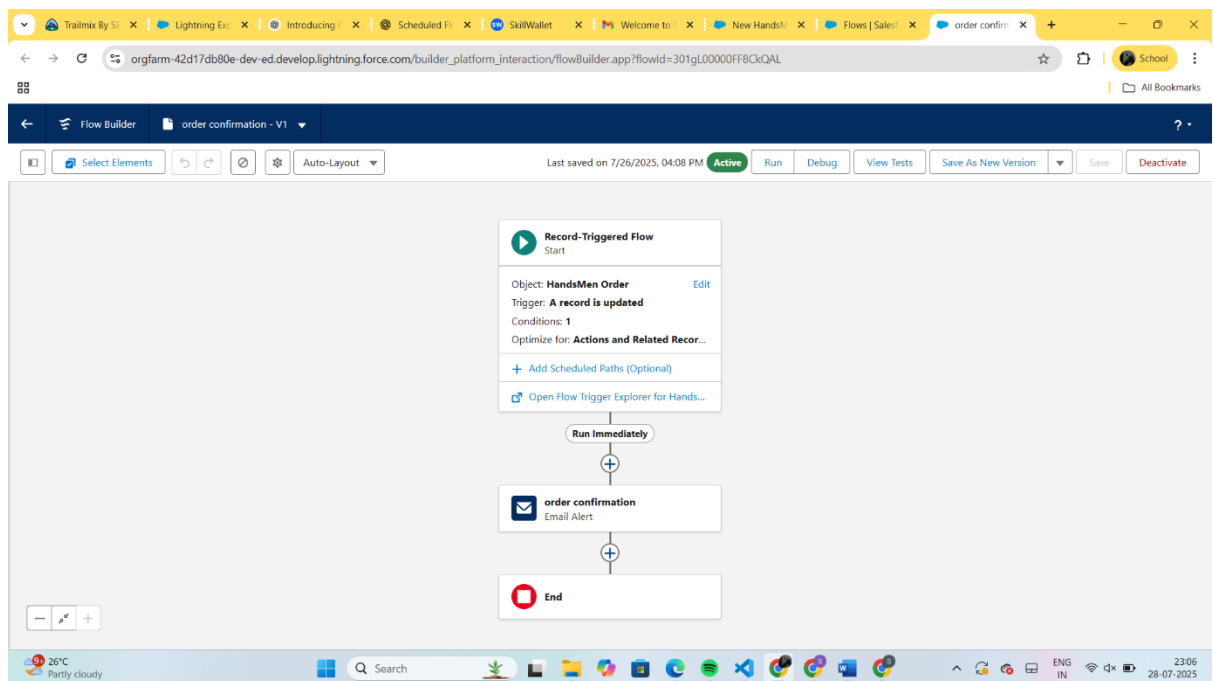 Trailmix By SF
Lightning Exp
Introducing C
Scheduled Fl
SkillWallet
Welcome to S
New HandsM
Flows | Salesf
order confirm
orgfarm-42d17db80e-dev-ed.develop.lightning.force.com/builder_platform_interaction/flowBuilder.app?flowId=301gL00000FF8CkQAL
School
All Bookmarks
Flow Builder
order confirmation - V1
?
Select Elements
Auto-Layout
Last saved on 7/26/2025, 04:08 PM
Active
Run
Debug
View Tests
Save As New Version
Save
Deactivate
Record-Triggered Flow
Start
Object: HandsMen Order
Edit
Trigger: A record is updated
Conditions: 1
Optimize for: Actions and Related Recor...
+ Add Scheduled Paths (Optional)
Open Flow Trigger Explorer for Hands...
Run Immediately
order confirmation
Email Alert
End
9+
26°C
Partly cloudy
Search
ENG
IN
23:06
28-07-2025